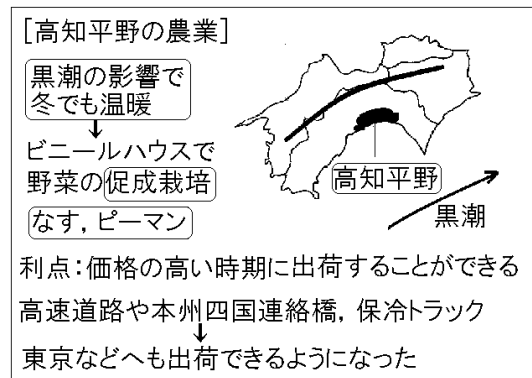 [高知平野の農業]
黒潮の影響で
冬でも温暖
ビニールハウスで
野菜の促成栽培
なす,ピーマン
高知平野
黒潮
利点:価格の高い時期に出荷することができる
高速道路や本州四国連絡橋,保冷トラック
東京などへも出荷できるようになった